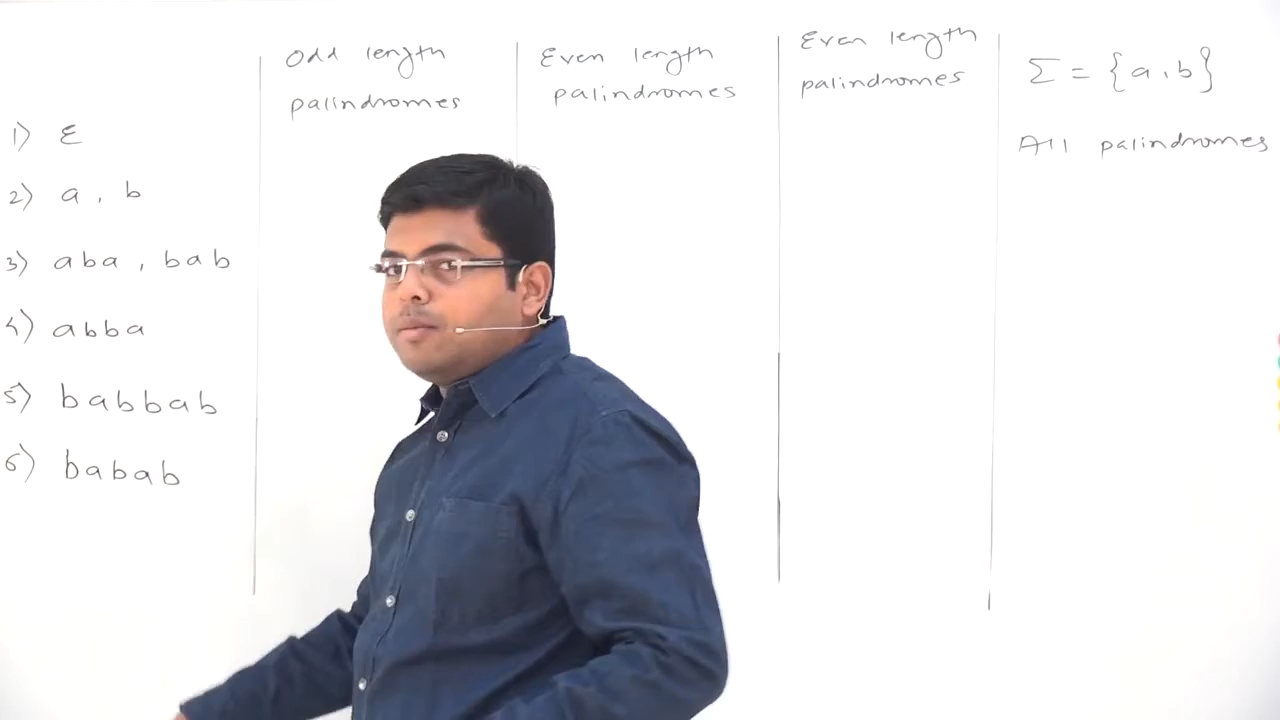 1) ε
2) a , b
3) aba , bab
4) abba
5) babbab
6) babab
Odd length
palindromes
Even length
palindromes
Even length
palindromes
Σ = {a, b}
All palindromes